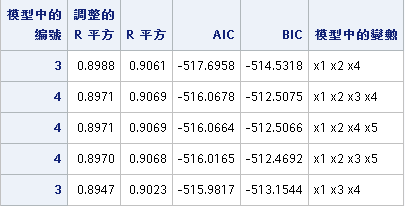 模型中的編號 調整的 R 平方 R 平方 AIC BIC 模型中的變數
3 0.8988 0.9061 -517.6958 -514.5318 x1 x2 x4
4 0.8971 0.9069 -516.0678 -512.5075 x1 x2 x3 x4
4 0.8971 0.9069 -516.0664 -512.5066 x1 x2 x4 x5
4 0.8970 0.9068 -516.0165 -512.4692 x1 x2 x3 x5
3 0.8947 0.9023 -515.9817 -513.1544 x1 x3 x4